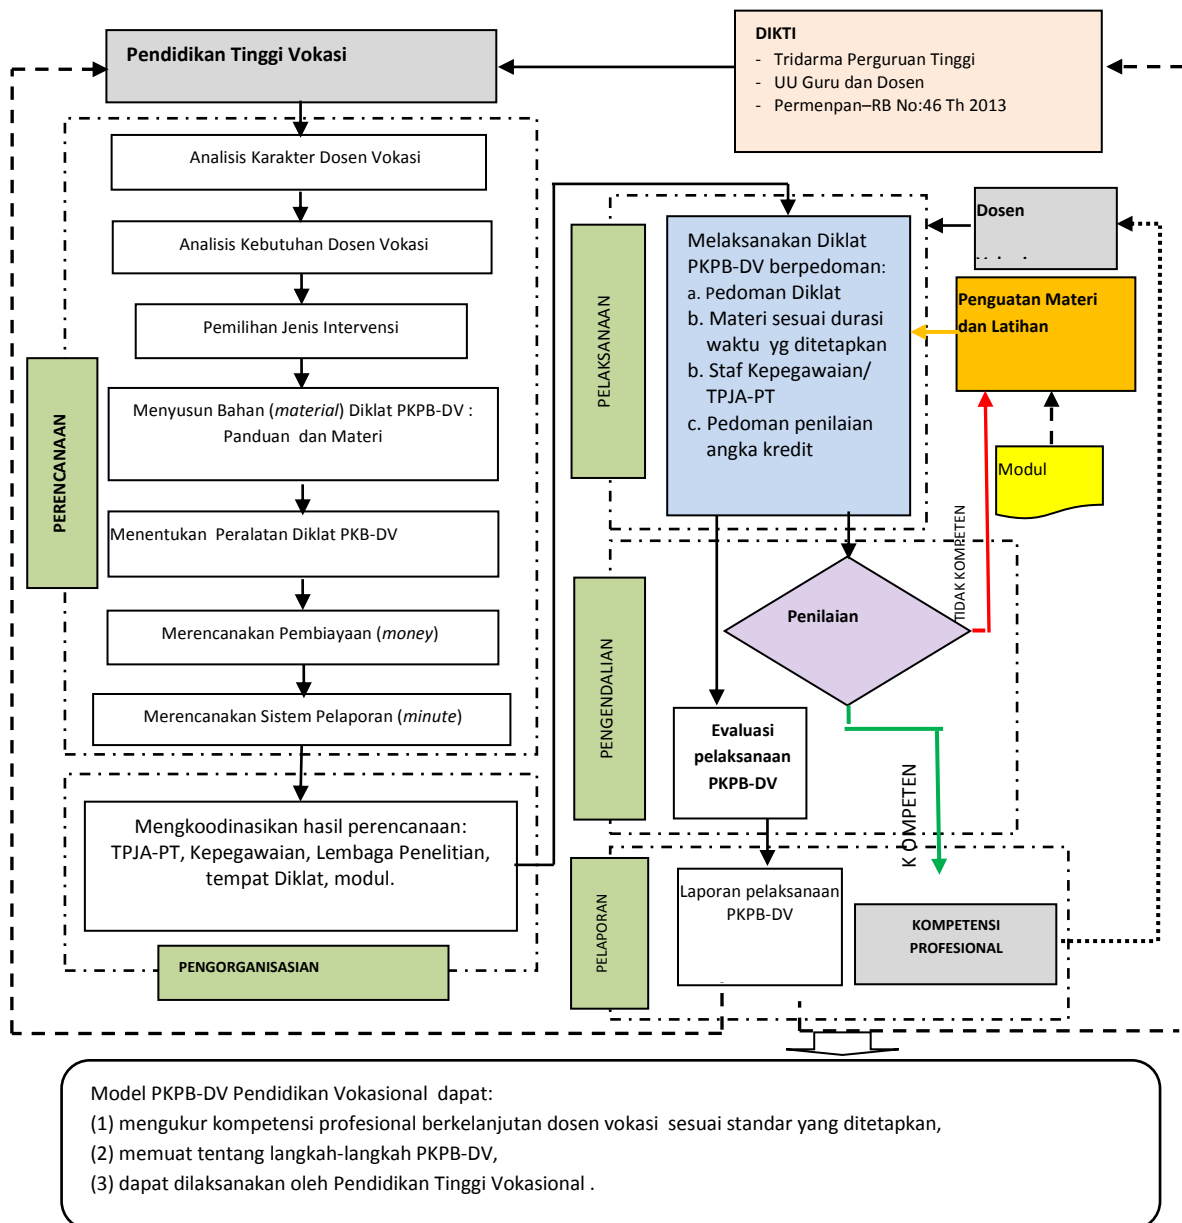 Pendidikan Tinggi Vokasi
DIKTI
- Tridarma Perguruan Tinggi
- UU Guru dan Dosen
- Permenpan–RB No:46 Th 2013
Analisis Karakter Dosen Vokasi
Analisis Kebutuhan Dosen Vokasi
Pemilihan Jenis Intervensi
Menyusun Bahan (material) Diklat PKPB-DV :
Panduan dan Materi
Menentukan Peralatan Diklat PKB-DV
Merencanakan Pembiayaan (money)
Merencanakan Sistem Pelaporan (minute)
PERENCANAAN
Mengkoodinasikan hasil perencanaan:
TPJA-PT, Kepegawaian, Lembaga Penelitian,
tempat Diklat, modul.
PENGORGANISASIAN
PELAKSANAAN
Melaksanakan Diklat
PKPB-DV berpedoman:
a. Pedoman Diklat
b. Materi sesuai durasi
waktu yg ditetapkan
b. Staf Kepegawaian/
TPJA-PT
c. Pedoman penilaian
angka kredit
Dosen
Penguatan Materi
dan Latihan
Modul
TIDAK KOMPETEN
PENGENDALIAN
Penilaian
Evaluasi
pelaksanaan
PKPB-DV
K OMPETEN
PELAPORAN
Laporan pelaksanaan
PKPB-DV
KOMPETENSI
PROFESIONAL
Model PKPB-DV Pendidikan Vokasional dapat:
(1) mengukur kompetensi profesional berkelanjutan dosen vokasi sesuai standar yang ditetapkan,
(2) memuat tentang langkah-langkah PKPB-DV,
(3) dapat dilaksanakan oleh Pendidikan Tinggi Vokasional .